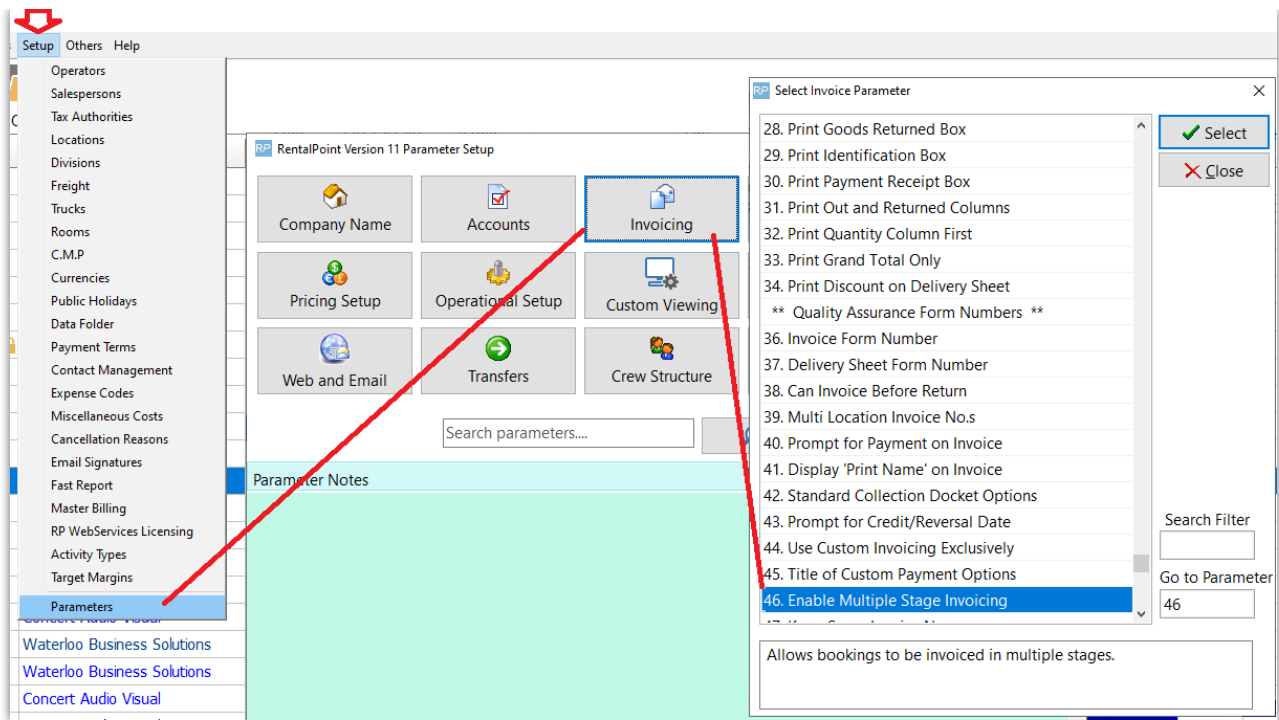 Setup Others Help
Operators
Salespersons
Tax Authorities
Locations
Divisions
Freight
Trucks
Rooms
C.M.P
Currencies
Public Holidays
Data Folder
Payment Terms
Contact Management
Expense Codes
Miscellaneous Costs
Cancellation Reasons
Email Signatures
Fast Report
Master Billing
RP WebServices Licensing
Activity Types
Target Margins
Parameters
Concert Audio Visual
Waterloo Business Solutions
Waterloo Business Solutions
Concert Audio Visual
RP RentalPoint Version 11 Parameter Setup
Company Name
Accounts
Invoicing
Pricing Setup
Operational Setup
Custom Viewing
Web and Email
Transfers
Crew Structure
Search parameters....
Parameter Notes
RP Select Invoice Parameter
28. Print Goods Returned Box
29. Print Identification Box
30. Print Payment Receipt Box
31. Print Out and Returned Columns
32. Print Quantity Column First
33. Print Grand Total Only
34. Print Discount on Delivery Sheet
** Quality Assurance Form Numbers **
36. Invoice Form Number
37. Delivery Sheet Form Number
38. Can Invoice Before Return
39. Multi Location Invoice No.s
40. Prompt for Payment on Invoice
41. Display 'Print Name' on Invoice
42. Standard Collection Docket Options
43. Prompt for Credit/Reversal Date
44. Use Custom Invoicing Exclusively
45. Title of Custom Payment Options
46. Enable Multiple Stage Invoicing
Select
Close
Search Filter
Go to Parameter
46
Allows bookings to be invoiced in multiple stages.